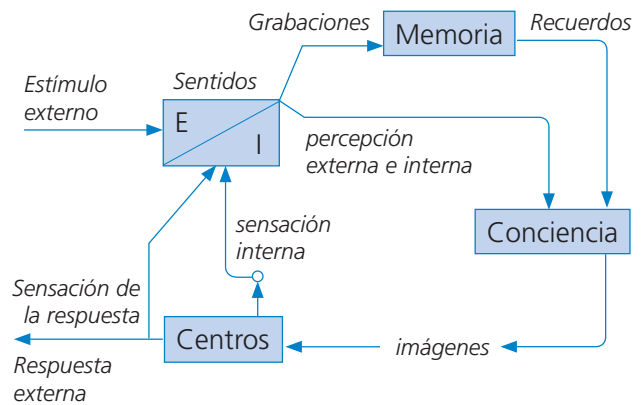 Grabaciones
Memoria
Recuerdos
Estímulo
externo
Sentidos
E
I
percepción
externa e interna
Conciencia
sensación
interna
Sensación de
la respuesta
Centros
imágenes
Respuesta
externa